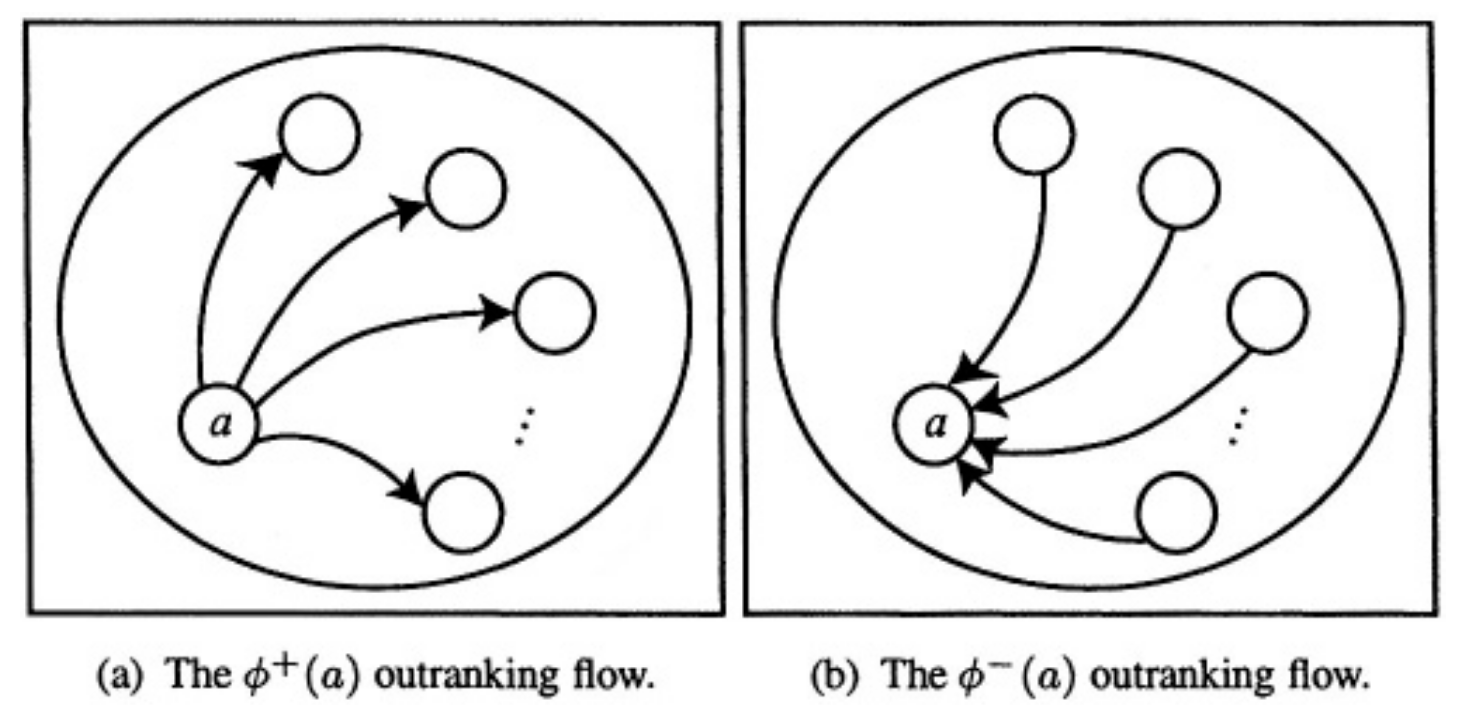 a
⋮
a
⋮
(a) The ϕ⁺(a) outranking flow.
(b) The ϕ⁻(a) outranking flow.